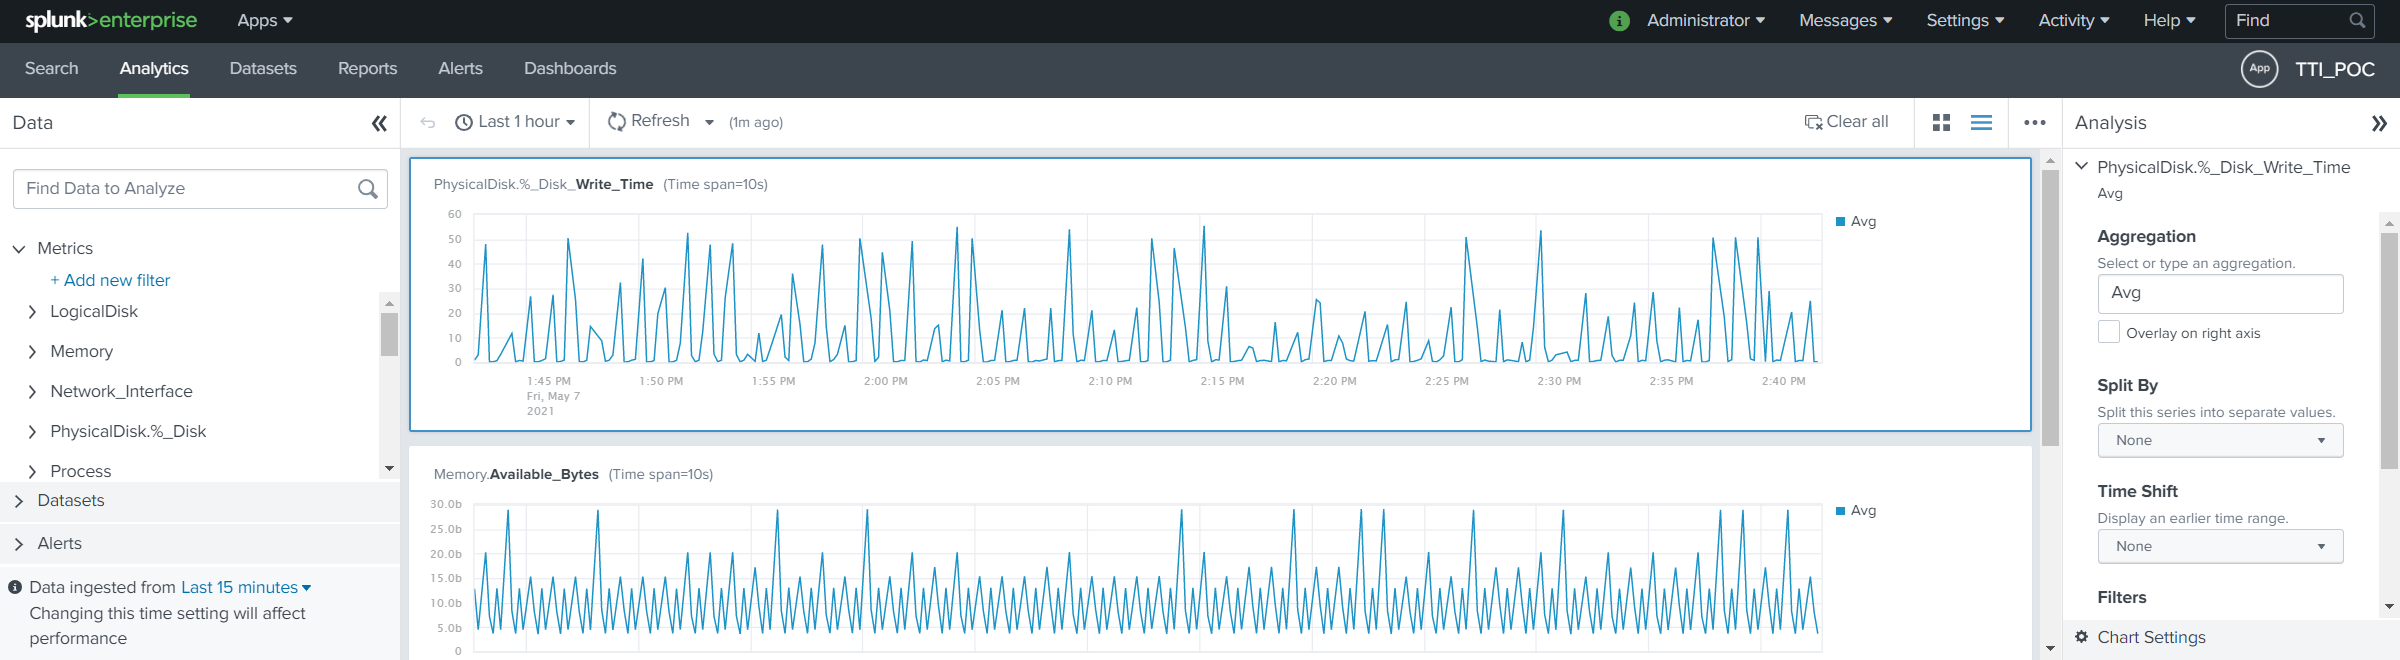 splunk>enterprise Apps Administrator Messages Settings Activity Help Find
Search Analytics Datasets Reports Alerts Dashboards App TTI_POC
Data
Find Data to Analyze
Metrics
+ Add new filter
LogicalDisk
Memory
Network_Interface
PhysicalDisk.%_Disk
Process
Datasets
Alerts
Data ingested from Last 15 minutes
Changing this time setting will affect
performance
Last 1 hour Refresh (1m ago) Clear all
PhysicalDisk.%_Disk_Write_Time (Time span=10s)
60
50
40
30
20
10
0
1:45 PM 1:50 PM 1:55 PM 2:00 PM 2:05 PM 2:10 PM 2:15 PM 2:20 PM 2:25 PM 2:30 PM 2:35 PM 2:40 PM
Fri, May 7
2021
Avg
Memory.Available_Bytes (Time span=10s)
30.0b
25.0b
20.0b
15.0b
10.0b
5.0b
0
Avg
Analysis
PhysicalDisk.%_Disk_Write_Time
Avg
Aggregation
Select or type an aggregation.
Avg
Overlay on right axis
Split By
Split this series into separate values.
None
Time Shift
Display an earlier time range.
None
Filters
Chart Settings